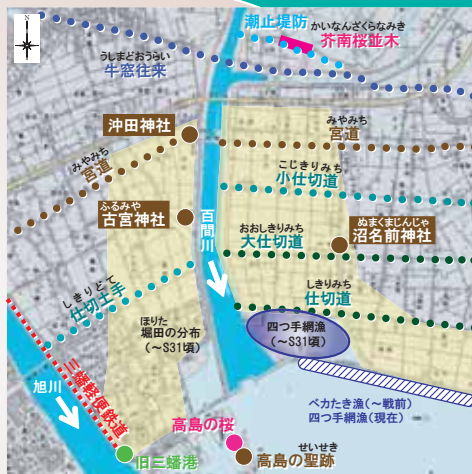 N
潮止堤防
かいなんざくらなみき
芥南桜並木
うしまどおうらい
牛窓往来
沖田神社
みやみち
宮道
みやみち
宮道
こじきりみち
小仕切道
ふるみや
古宮神社
百間川
おおしきりみち
大仕切道
ぬまくまじんじゃ
沼名前神社
しきりどて
仕切土手
しきりみち
仕切道
ほりた
堀田の分布
(~S31頃)
四つ手網漁
(~S31頃)
三蟠軽便鉄道
旭川
ベカたき漁(~戦前)
四つ手網漁(現在)
高島の桜
旧三蟠港
せいせき
高島の聖跡